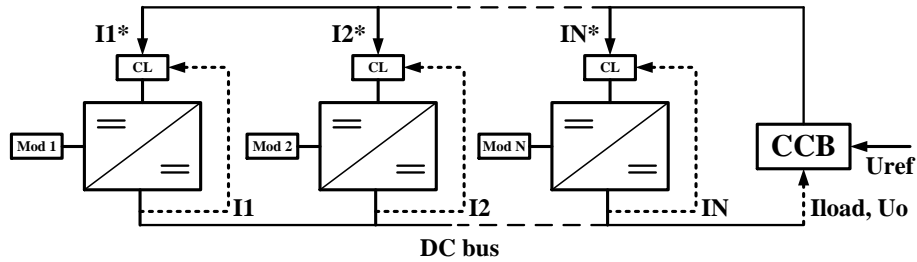 I1* I2* IN*
CL CL CL
Mod 1 Mod 2 Mod N CCB
Uref
I1 I2 IN Iload, Uo
DC bus